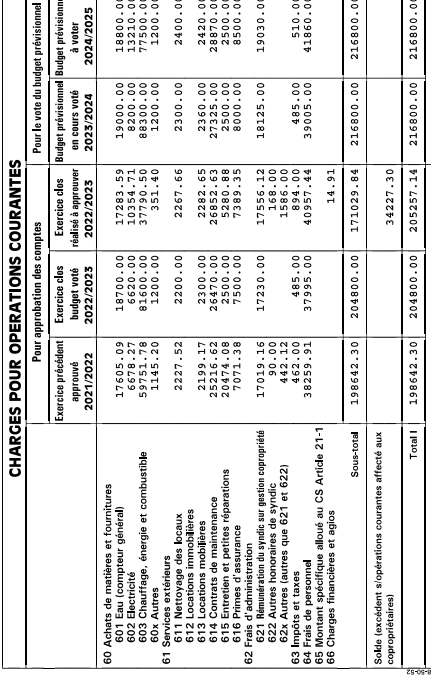 CHARGES POUR OPERATIONS COURANTES
Pour approbation des comptes Pour le vote du budget prévisionnel
Exercice précédent Exercice clos Exercice clos Budget prévisionnel Budget prévisionnel
approuvé budget voté réalisé à approuver en cours voté à voter
2021/2022 2022/2023 2022/2023 2023/2024 2024/2025
60 Achats de matières et fournitures
601 Eau (compteur général) 17605.09 18700.00 17283.59 19000.00 18800.00
602 Electricité 6678.27 6620.00 10354.71 8200.00 13210.00
603 Chauffage, énergie et combustible 59751.78 81600.00 37790.50 88300.00 77500.00
60x Autres 1145.20 1200.00 351.40 1200.00 1200.00
61 Services extérieurs
611 Nettoyage des locaux 2227.52 2200.00 2267.66 2300.00 2400.00
612 Locations immobilières
613 Locations mobilières 2199.17 2300.00 2282.65 2360.00 2420.00
614 Contrats de maintenance 25216.62 26470.00 26852.63 27325.00 28870.00
615 Entretien et petites réparations 20474.08 2500.00 5280.88 2500.00 2500.00
616 Primes d'assurance 7071.38 7500.00 7389.35 8000.00 8500.00
62 Frais d'administration
621 Rémunération du syndic sur gestion copropriété 17019.16 17230.00 17556.12 18125.00 19030.00
622 Autres honoraires de syndic 90.00 168.00
62x Autres (autres que 621 et 622) 442.12 1586.00
63 Impôts et taxes 462.00 485.00 894.00 485.00 510.00
64 Frais de personnel 38259.91 37995.00 40957.44 39005.00 41860.00
65 Montant spécifique alloué au CS Article 21-1
66 Charges financières et agios 14.91
Sous-total 198642.30 204800.00 171029.84 216800.00 216800.00
Solde (excédent s/opérations courantes affecté aux 34227.30
copropriétaires)
Total I 198642.30 204800.00 205257.14 216800.00 216800.00